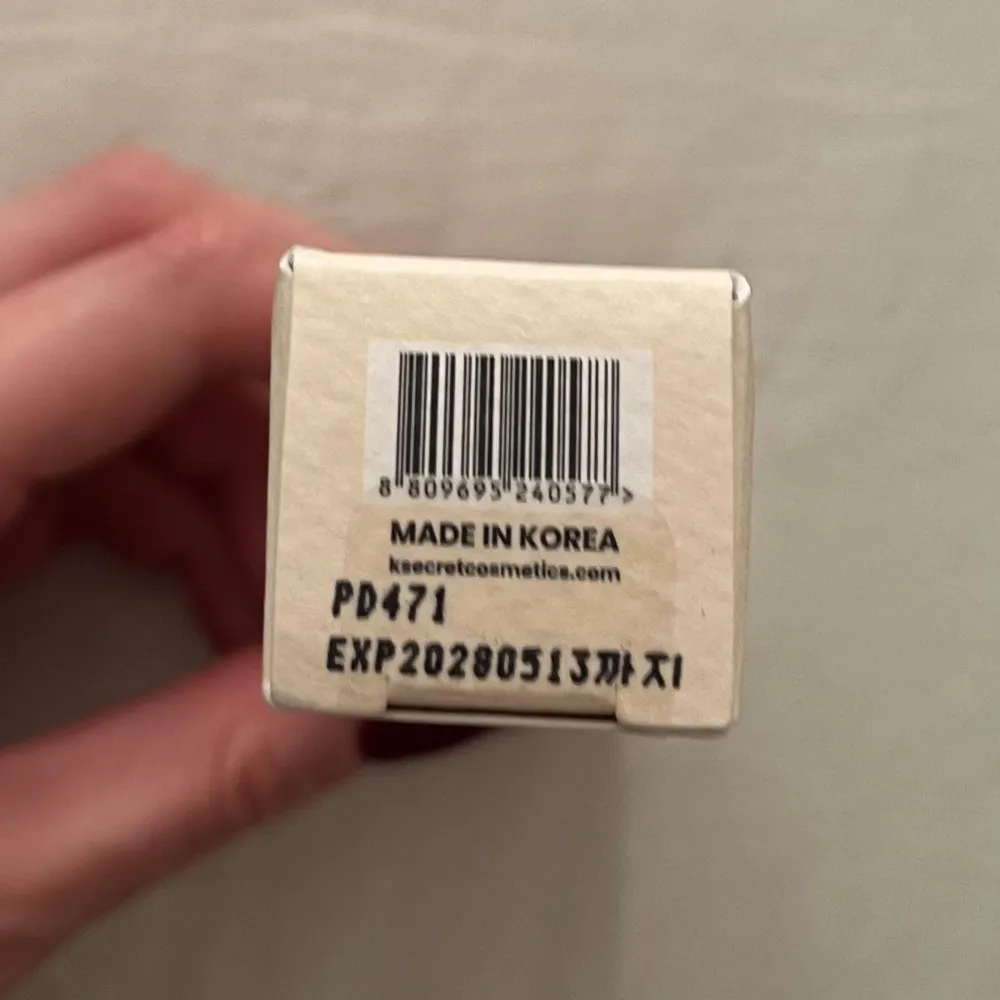 8 809695 240577 >
MADE IN KOREA
ksecretcosmetics.com
PD471
EXP20280513까지